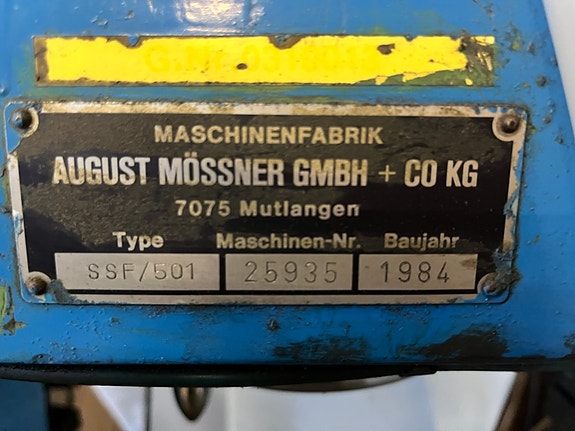 MASCHINENFABRIK
AUGUST MÖSSNER GMBH + CO KG
7075 Mutlangen
Type Maschinen-Nr. Baujahr
SSF/501 25935 1984